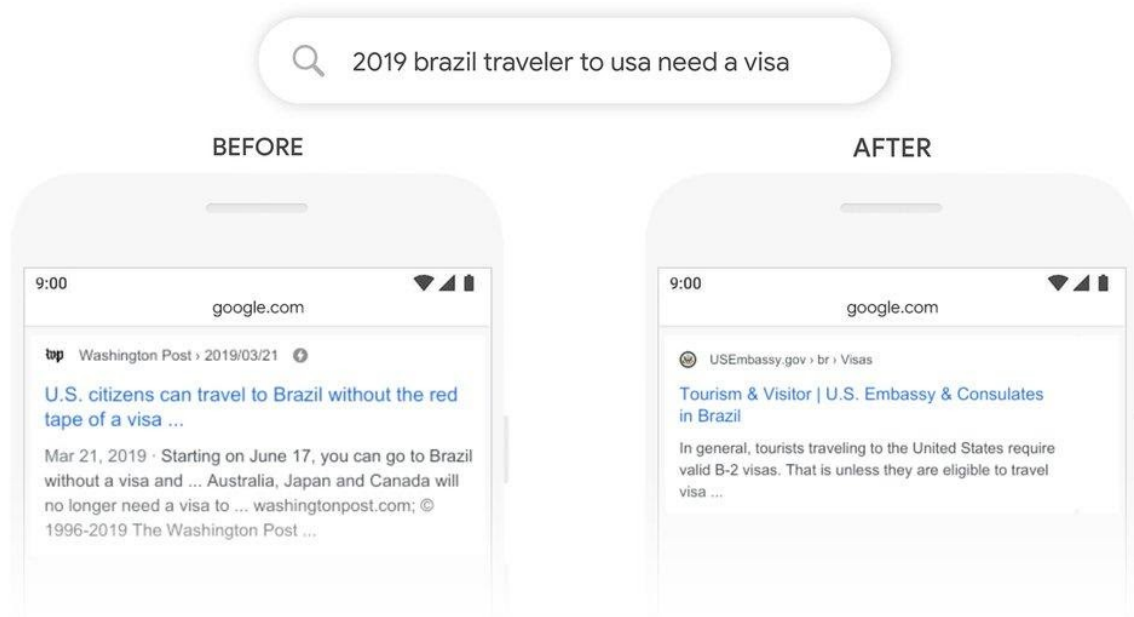 2019 brazil traveler to usa need a visa
BEFORE
9:00
google.com
wp Washington Post › 2019/03/21
U.S. citizens can travel to Brazil without the red
tape of a visa ...
Mar 21, 2019 · Starting on June 17, you can go to Brazil
without a visa and ... Australia, Japan and Canada will
no longer need a visa to ... washingtonpost.com; ©
1996-2019 The Washington Post ...
AFTER
9:00
google.com
USEmbassy.gov › br › Visas
Tourism & Visitor | U.S. Embassy & Consulates
in Brazil
In general, tourists traveling to the United States require
valid B-2 visas. That is unless they are eligible to travel
visa ...